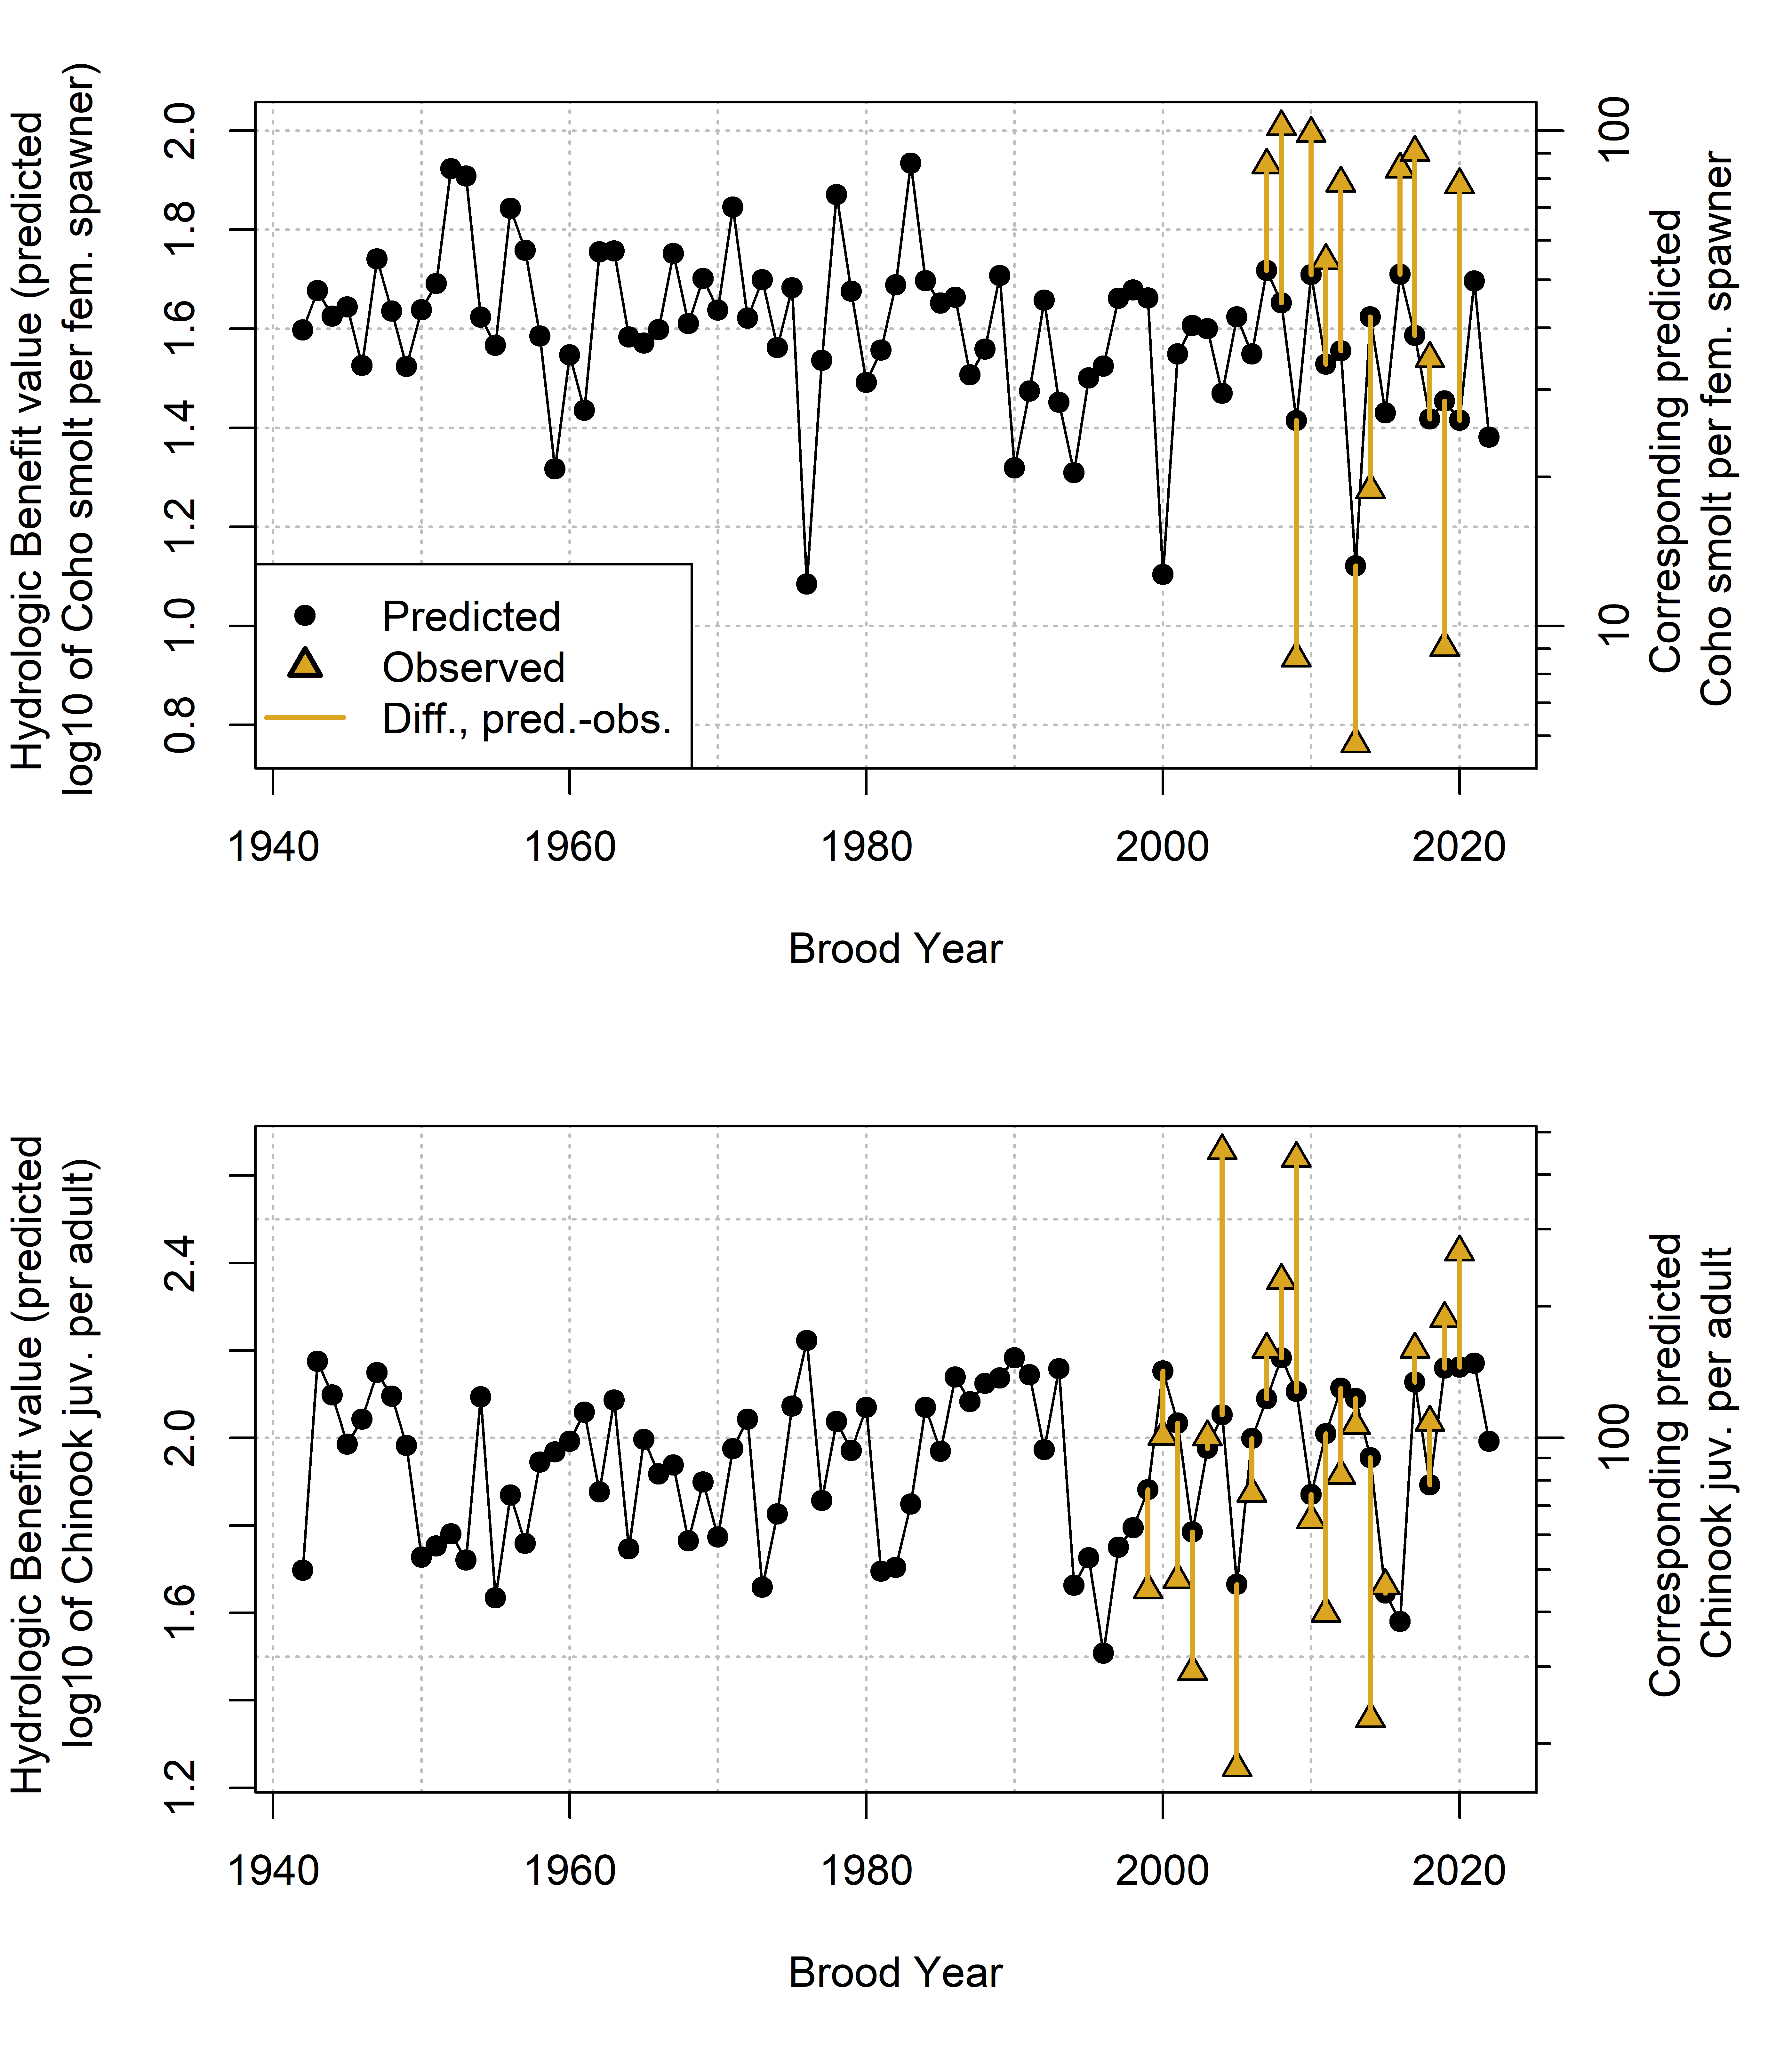 Hydrologic Benefit value (predicted
log10 of Coho smolt per fem. spawner)
2.0
1.8
1.6
1.4
1.2
1.0
0.8
Predicted
Observed
Diff., pred.-obs.
100
10
Corresponding predicted
Coho smolt per fem. spawner
1940 1960 1980 2000 2020
Brood Year
Hydrologic Benefit value (predicted
log10 of Chinook juv. per adult)
2.4
2.0
1.6
1.2
100
Corresponding predicted
Chinook juv. per adult
1940 1960 1980 2000 2020
Brood Year